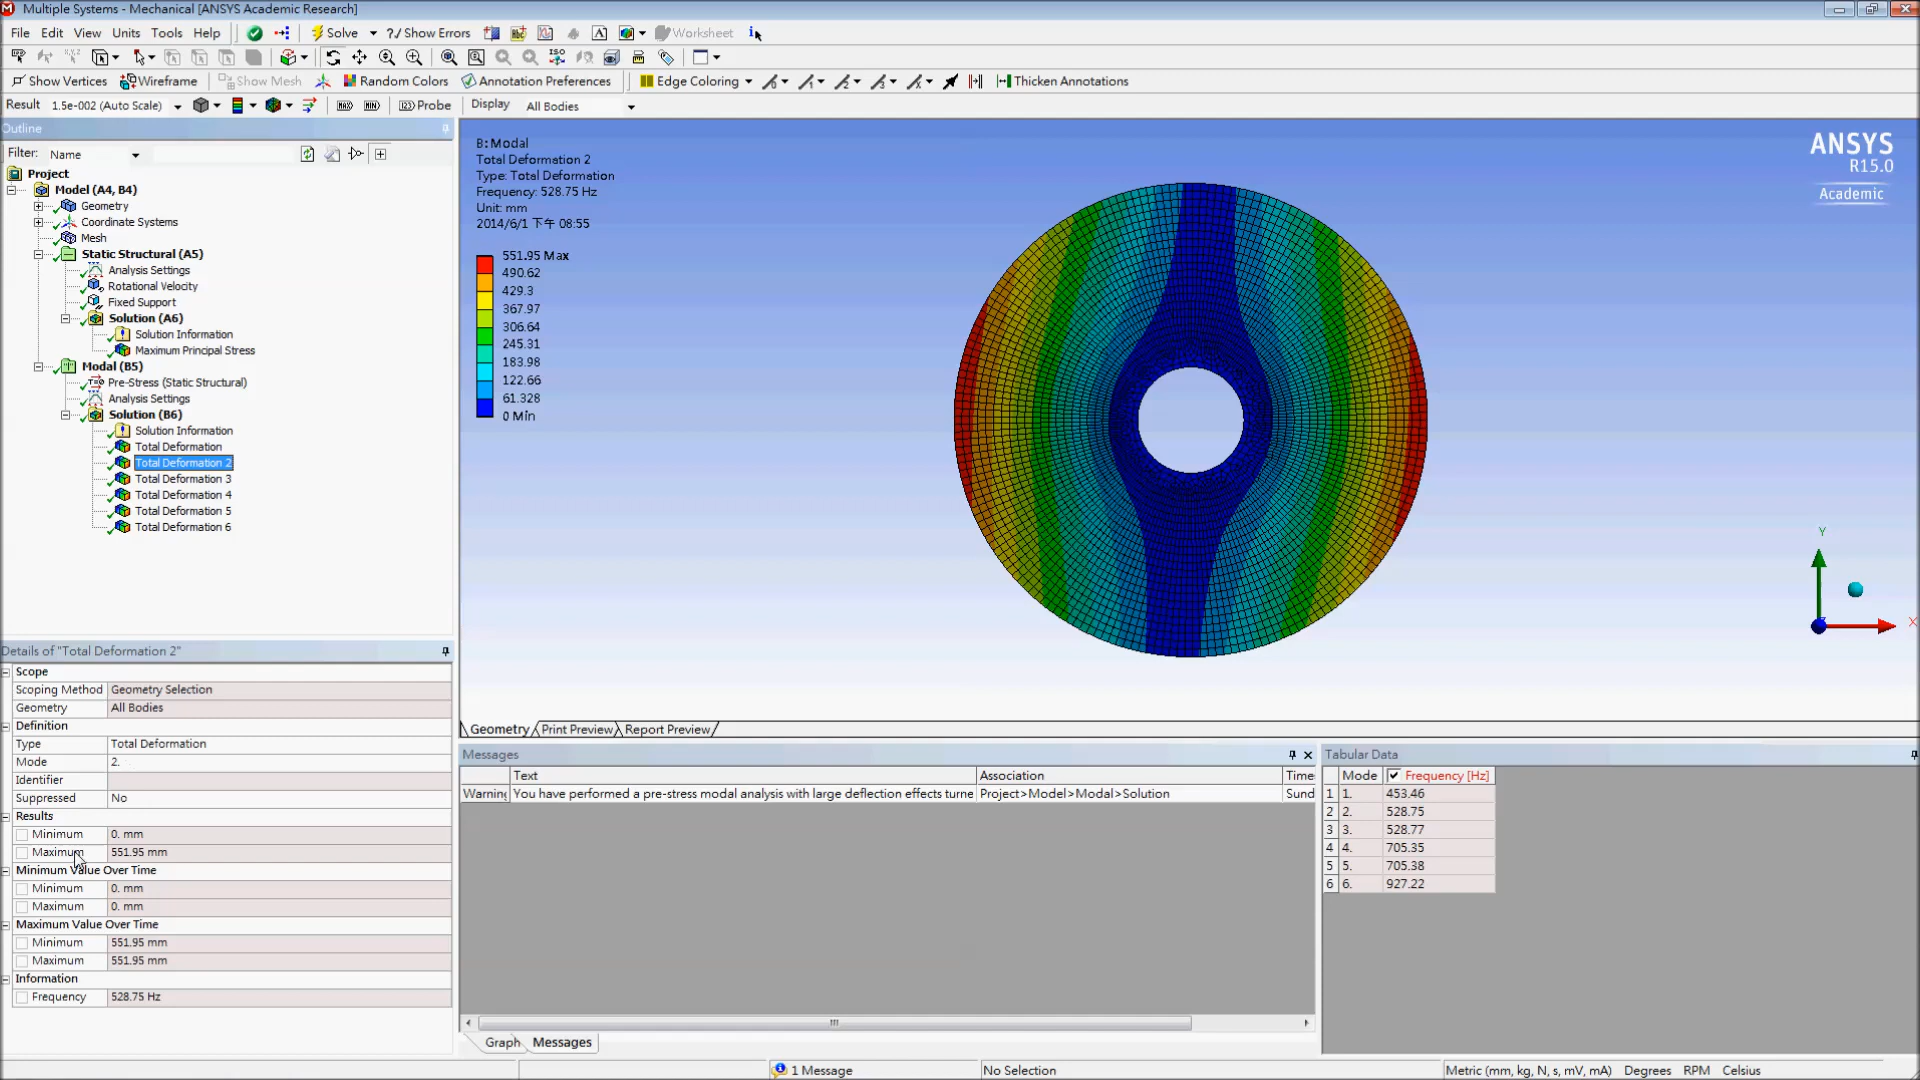 Multiple Systems - Mechanical [ANSYS Academic Research]
File Edit View Units Tools Help Solve ?/ Show Errors Worksheet
Show Vertices Wireframe Show Mesh Random Colors Annotation Preferences Edge Coloring Thicken Annotations
Result 1.5e-002 (Auto Scale) MAX MIN Probe Display All Bodies
Outline
Filter: Name
Project
Model (A4, B4)
Geometry
Coordinate Systems
Mesh
Static Structural (A5)
Analysis Settings
Rotational Velocity
Fixed Support
Solution (A6)
Solution Information
Maximum Principal Stress
Modal (B5)
Pre-Stress (Static Structural)
Analysis Settings
Solution (B6)
Solution Information
Total Deformation
Total Deformation 2
Total Deformation 3
Total Deformation 4
Total Deformation 5
Total Deformation 6
B: Modal
Total Deformation 2
Type: Total Deformation
Frequency: 528.75 Hz
Unit: mm
2014/6/1 下午 08:55
551.95 Max
490.62
429.3
367.97
306.64
245.31
183.98
122.66
61.328
0 Min
ANSYS
R15.0
Academic
Y
X
Details of "Total Deformation 2"
Scope
Scoping Method Geometry Selection
Geometry All Bodies
Definition
Type Total Deformation
Mode 2.
Identifier
Suppressed No
Results
Minimum 0. mm
Maximum 551.95 mm
Minimum Value Over Time
Minimum 0. mm
Maximum 0. mm
Maximum Value Over Time
Minimum 551.95 mm
Maximum 551.95 mm
Information
Frequency 528.75 Hz
Geometry Print Preview Report Preview
Messages
Text Association Time
Warning You have performed a pre-stress modal analysis with large deflection effects turne Project>Model>Modal>Solution Sund
Graph Messages
Tabular Data
Mode Frequency [Hz]
1 1. 453.46
2 2. 528.75
3 3. 528.77
4 4. 705.35
5 5. 705.38
6 6. 927.22
1 Message No Selection Metric (mm, kg, N, s, mV, mA) Degrees RPM Celsius